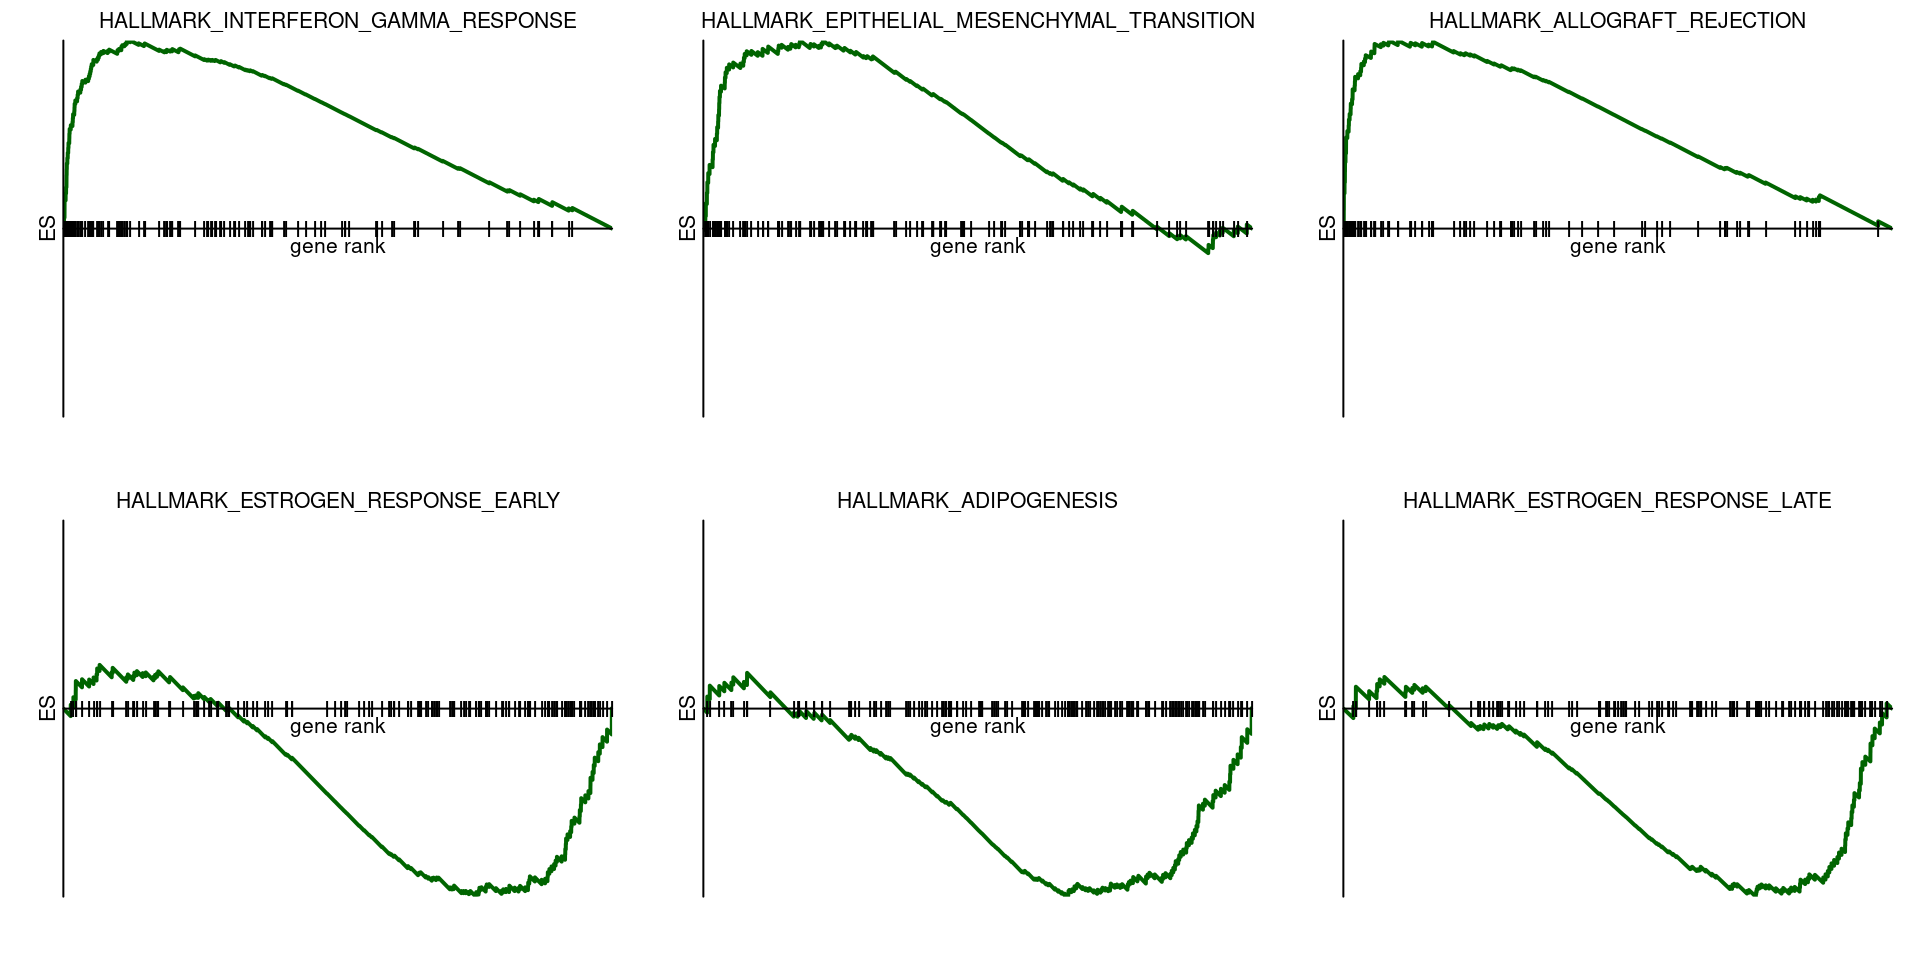 HALLMARK_INTERFERON_GAMMA_RESPONSE
ES
gene rank
HALLMARK_EPITHELIAL_MESENCHYMAL_TRANSITION
ES
gene rank
HALLMARK_ALLOGRAFT_REJECTION
ES
gene rank
HALLMARK_ESTROGEN_RESPONSE_EARLY
ES
gene rank
HALLMARK_ADIPOGENESIS
ES
gene rank
HALLMARK_ESTROGEN_RESPONSE_LATE
ES
gene rank